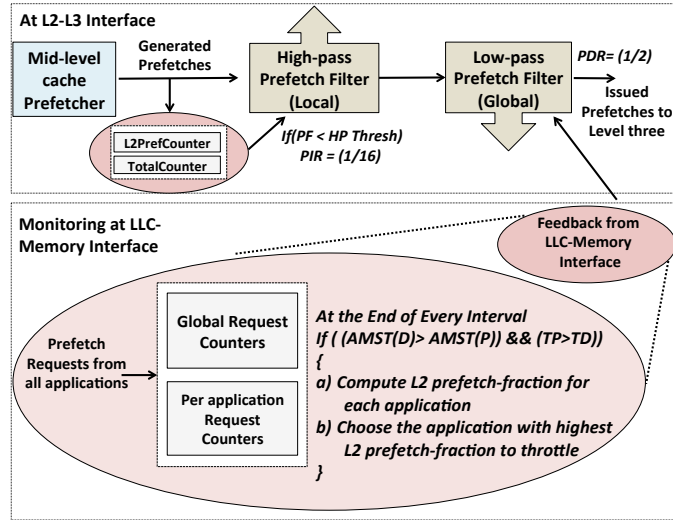 At L2-L3 Interface
Mid-level
cache
Prefetcher
Generated
Prefetches
L2PrefCounter
TotalCounter
High-pass
Prefetch Filter
(Local)
If(PF < HP Thresh)
PIR = (1/16)
Low-pass
Prefetch Filter
(Global)
PDR= (1/2)
Issued
Prefetches to
Level three
Monitoring at LLC-
Memory Interface
Feedback from
LLC-Memory
Interface
Prefetch
Requests from
all applications
Global Request
Counters
Per application
Request
Counters
At the End of Every Interval
If ( (AMST(D)> AMST(P)) && (TP>TD))
{
a) Compute L2 prefetch-fraction for
each application
b) Choose the application with highest
L2 prefetch-fraction to throttle
}